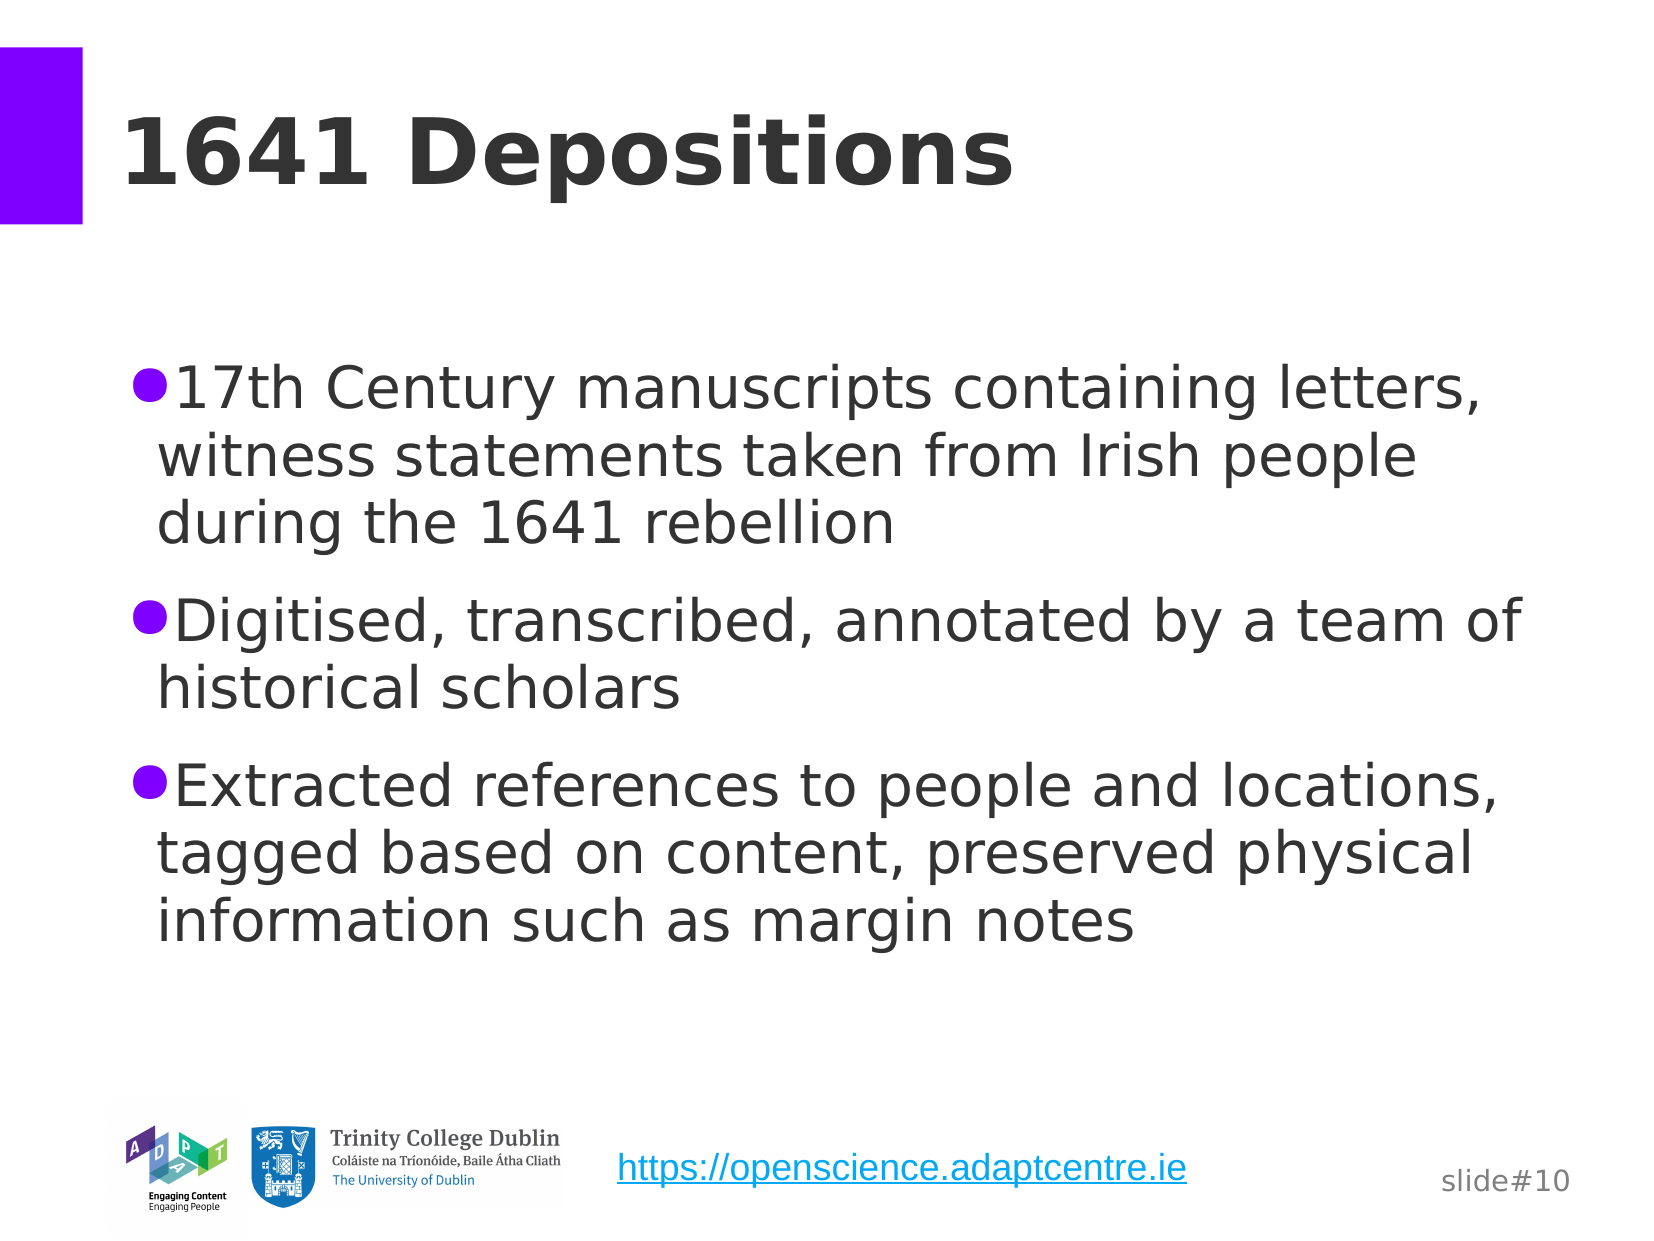 1641 Depositions
●17th Century manuscripts containing letters,
witness statements taken from Irish people
during the 1641 rebellion
●Digitised, transcribed, annotated by a team of
historical scholars
●Extracted references to people and locations,
tagged based on content, preserved physical
information such as margin notes
ADAPT
Engaging Content
Engaging People
Trinity College Dublin
Coláiste na Tríonóide, Baile Átha Cliath
The University of Dublin
https://openscience.adaptcentre.ie
slide#10